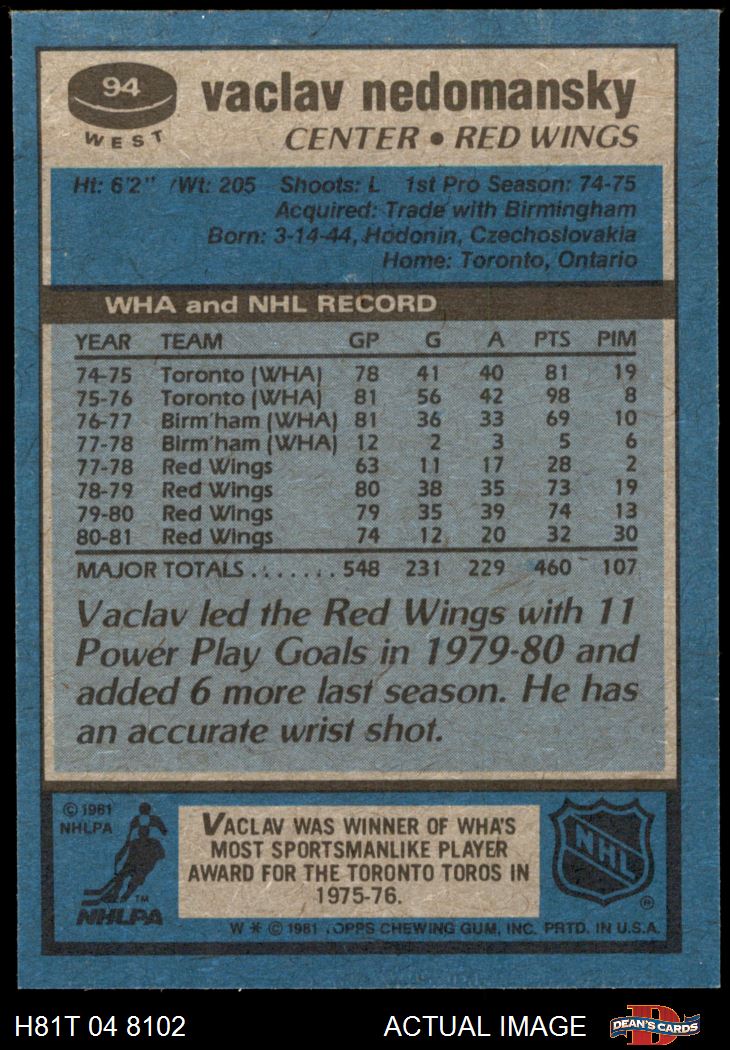 94
WEST
vaclav nedomansky
CENTER • RED WINGS
Ht: 6'2" Wt: 205 Shoots: L 1st Pro Season: 74-75
Acquired: Trade with Birmingham
Born: 3-14-44, Hodonin, Czechoslovakia
Home: Toronto, Ontario
WHA and NHL RECORD
YEAR TEAM GP G A PTS PIM
74-75 Toronto (WHA) 78 41 40 81 19
75-76 Toronto (WHA) 81 56 42 98 8
76-77 Birm'ham (WHA) 81 36 33 69 10
77-78 Birm'ham (WHA) 12 2 3 5 6
77-78 Red Wings 63 11 17 28 2
78-79 Red Wings 80 38 35 73 19
79-80 Red Wings 79 35 39 74 13
80-81 Red Wings 74 12 20 32 30
MAJOR TOTALS ....... 548 231 229 460 107
Vaclav led the Red Wings with 11
Power Play Goals in 1979-80 and
added 6 more last season. He has
an accurate wrist shot.
© 1981
NHLPA
TM
NHLPA
VACLAV WAS WINNER OF WHA'S
MOST SPORTSMANLIKE PLAYER
AWARD FOR THE TORONTO TOROS IN
1975-76.
NHL
®
W * © 1981 TOPPS CHEWING GUM, INC. PRTD. IN U.S.A.
H81T 04 8102 ACTUAL IMAGE
D
DEAN'S CARDS